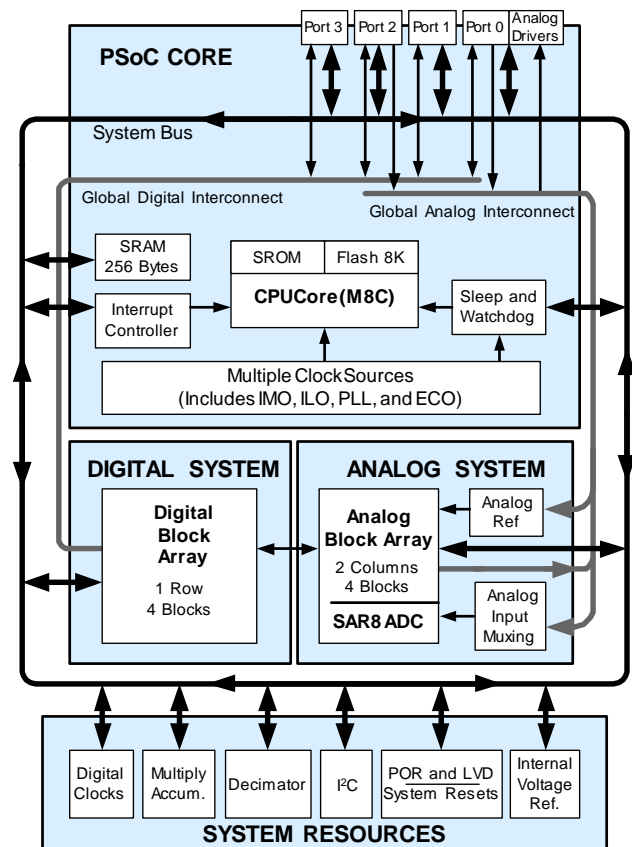 Port 3
Port 2
Port 1
Port 0
Analog
Drivers
PSoC CORE
System Bus
Global Digital Interconnect
Global Analog Interconnect
SRAM
256 Bytes
SROM
Flash 8K
CPUCore(M8C)
Interrupt
Controller
Sleep and
Watchdog
Multiple ClockSources
(Includes IMO, ILO, PLL, and ECO)
DIGITAL SYSTEM
ANALOG SYSTEM
Digital
Block
Array
1 Row
4 Blocks
Analog
Block Array
2 Columns
4 Blocks
SAR8 ADC
Analog
Ref
Analog
Input
Muxing
Digital
Clocks
Multiply
Accum.
Decimator
I²C
POR and LVD
System Resets
Internal
Voltage
Ref.
SYSTEM RESOURCES